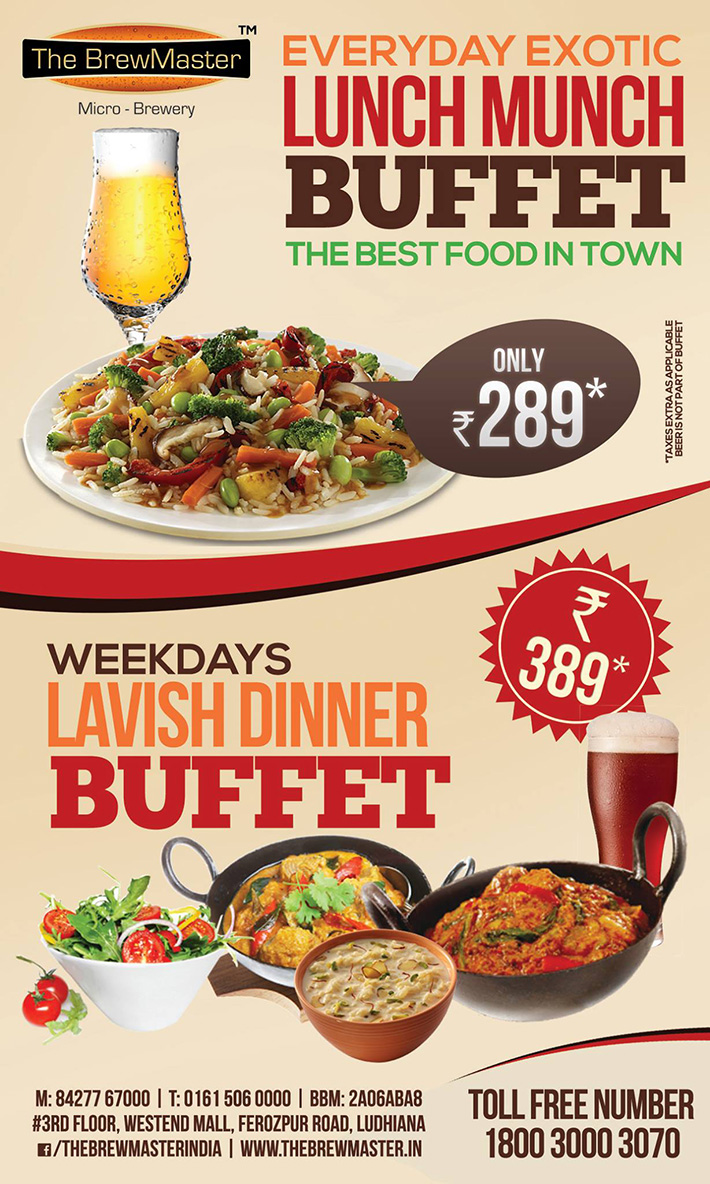 The BrewMaster TM
Micro - Brewery
EVERYDAY EXOTIC
LUNCH MUNCH
BUFFET
THE BEST FOOD IN TOWN
ONLY
₹289*
*TAXES EXTRA AS APPLICABLE
BEER IS NOT PART OF BUFFET
WEEKDAYS
LAVISH DINNER
BUFFET
₹
389*
M: 84277 67000 | T: 0161 506 0000 | BBM: 2A06ABA8
#3RD FLOOR, WESTEND MALL, FEROZPUR ROAD, LUDHIANA
f/THEBREWMASTERINDIA | WWW.THEBREWMASTER.IN
TOLL FREE NUMBER
1800 3000 3070